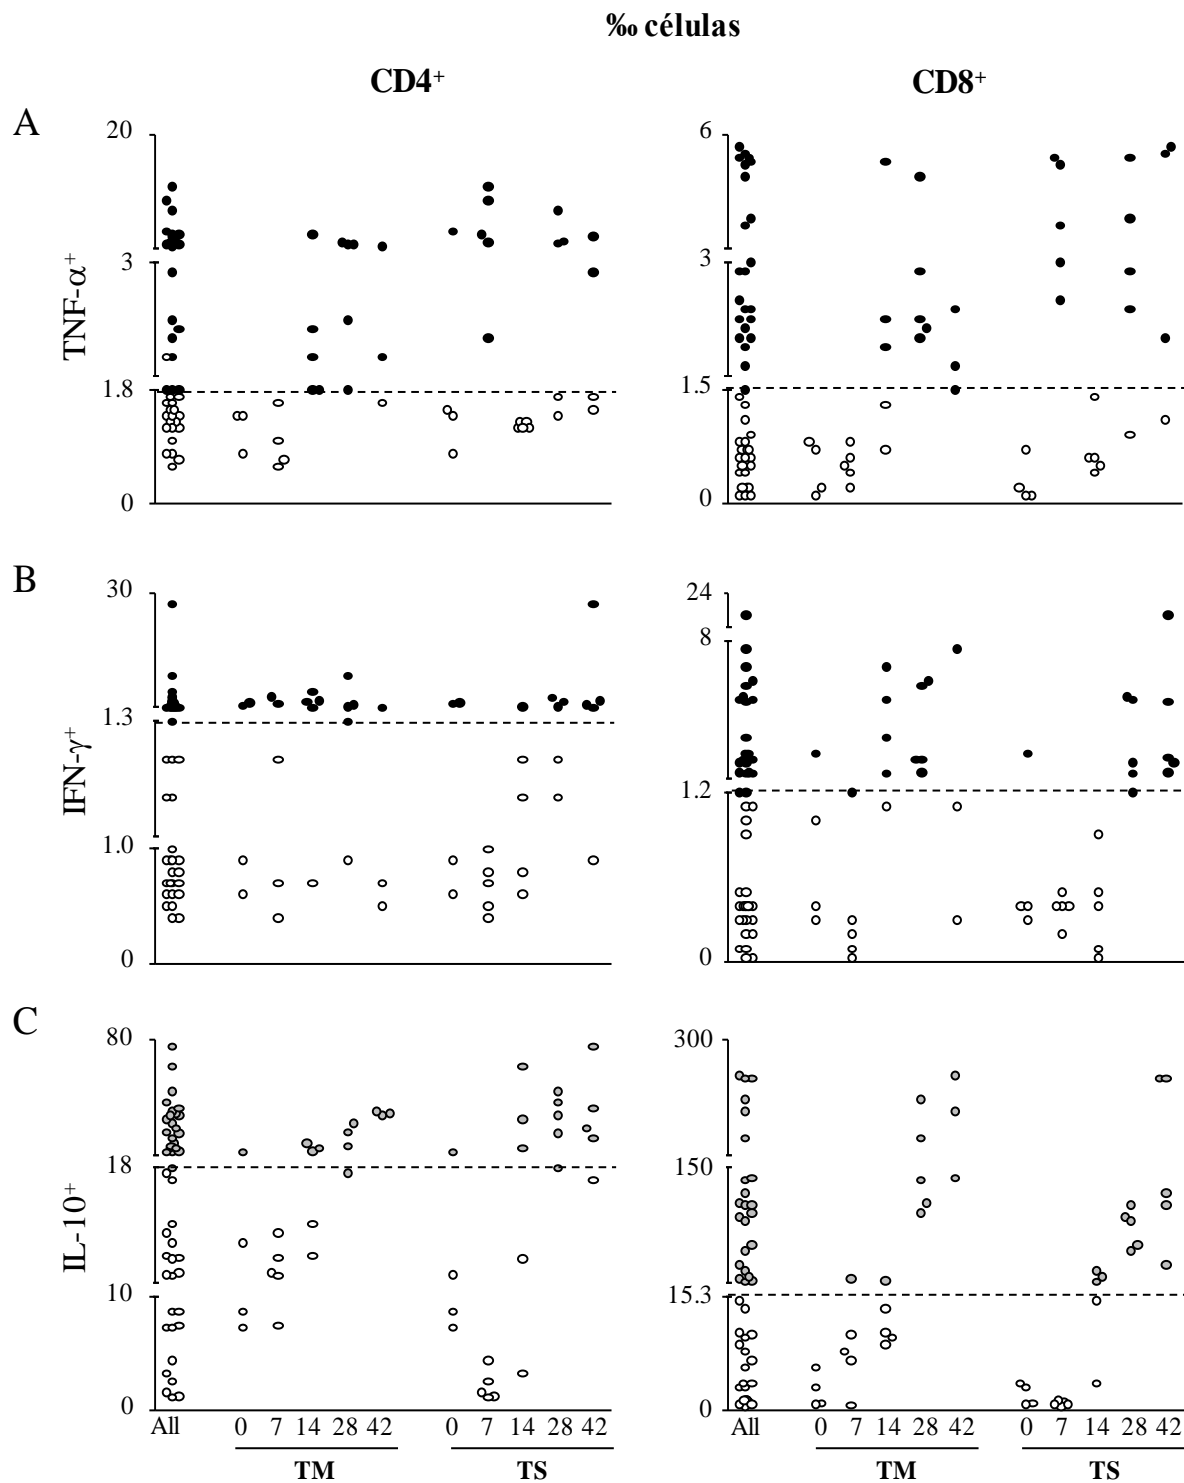 ‰ células
CD4+ CD8+
A
TNF-α+
20
3
1.8
0
6
3
1.5
0
B
IFN-γ+
30
1.3
1.0
0
24
8
1.2
0
C
IL-10+
80
18
10
0
300
150
15.3
0
All 0 7 14 28 42 0 7 14 28 42 All 0 7 14 28 42 0 7 14 28 42
TM TS TM TS